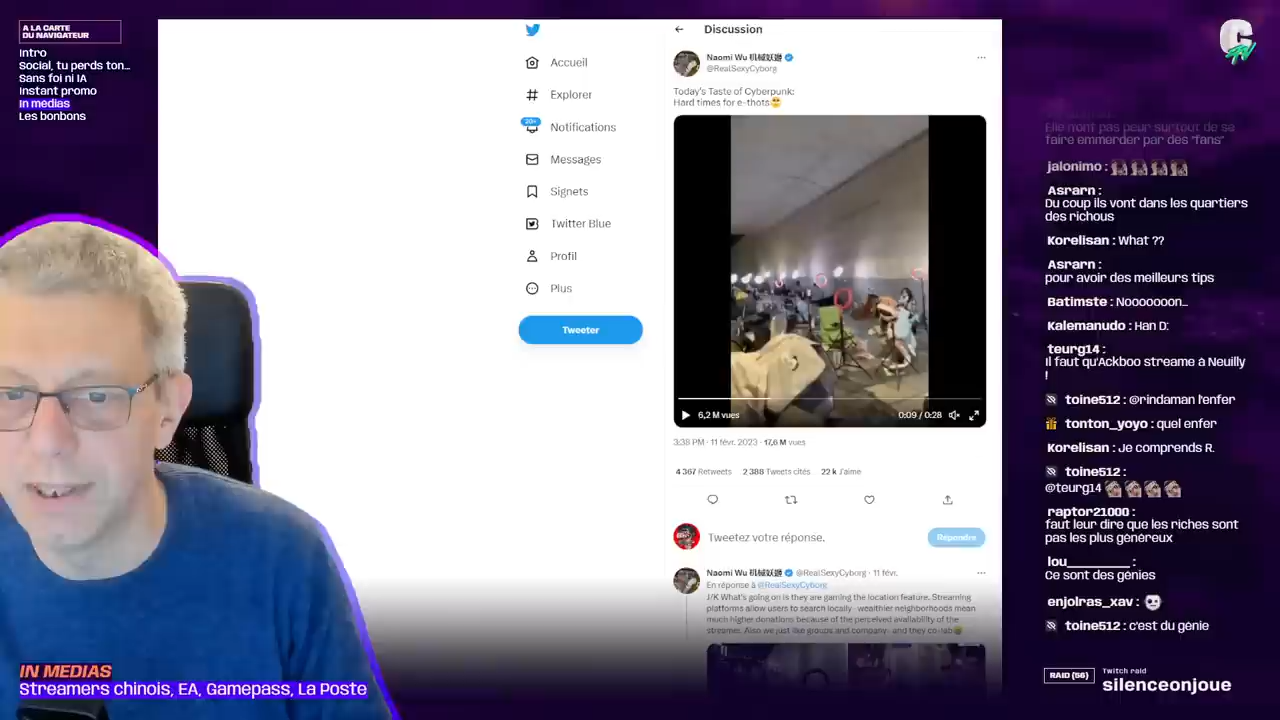 A LA CARTE
DU NAVIGATEUR
Intro
Social, tu perds ton...
Sans foi ni IA
Instant promo
In medias
Les bonbons
Accueil
Explorer
20+
Notifications
Messages
Signets
Twitter Blue
Profil
Plus
Tweeter
Discussion
Naomi Wu 机械妖姬
@RealSexyCyborg
Today's Taste of Cyberpunk:
Hard times for e-thots
6,2 M vues
0:09 / 0:28
3:38 PM · 11 févr. 2023 · 17,6 M vues
4 367 Retweets 2 388 Tweets cités 22 k J'aime
Tweetez votre réponse.
Répondre
Naomi Wu 机械妖姬 @RealSexyCyborg · 11 févr.
En réponse à @RealSexyCyborg
J/K What's going on is they are gaming the location feature. Streaming
platforms allow users to search locally - wealthier neighborhoods mean
much higher donations because of the perceived availability of the
streamer. Also we just like groups and company- and they co-lab
Elle n'ont pas peur surtout de se
faire emmerder par des "fans"
jalonimo :
Asrarn :
Du coup ils vont dans les quartiers
des richous
Korelisan : What ??
Asrarn :
pour avoir des meilleurs tips
Batimste : Nooooooon...
Kalemanudo : Han D:
teurg14 :
Il faut qu'Ackboo streame à Neuilly
!
toine512 : @rindaman l'enfer
tonton_yoyo : quel enfer
Korelisan : Je comprends R.
toine512 :
@teurg14
raptor21000 :
faut leur dire que les riches sont
pas les plus généreux
lou________ :
Ce sont des génies
enjolras_xav :
toine512 : c'est du génie
RAID (56)
Twitch raid
silenceonjoue
IN MEDIAS
Streamers chinois, EA, Gamepass, La Poste